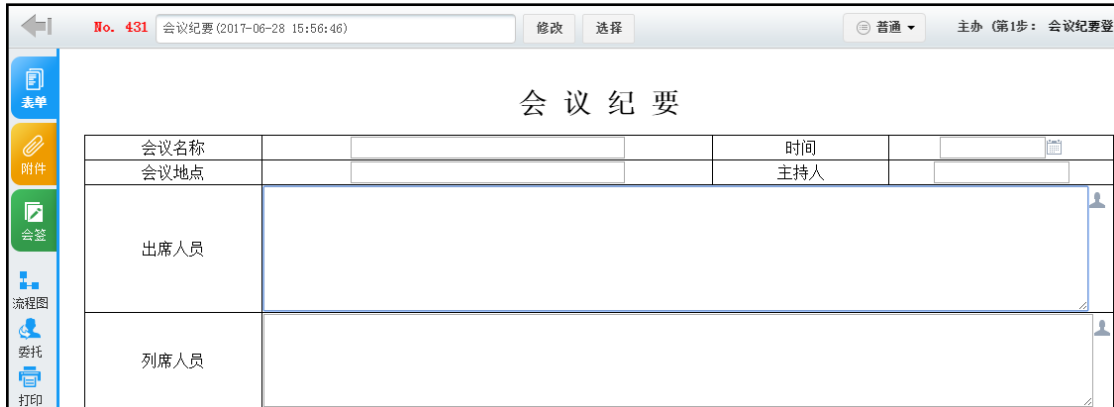 No. 431 会议纪要(2017-06-28 15:56:46) 修改 选择 普通 主办 (第1步: 会议纪要登
表单
附件
会签
流程图
委托
打印
会议纪要
会议名称 时间
会议地点 主持人
出席人员
列席人员